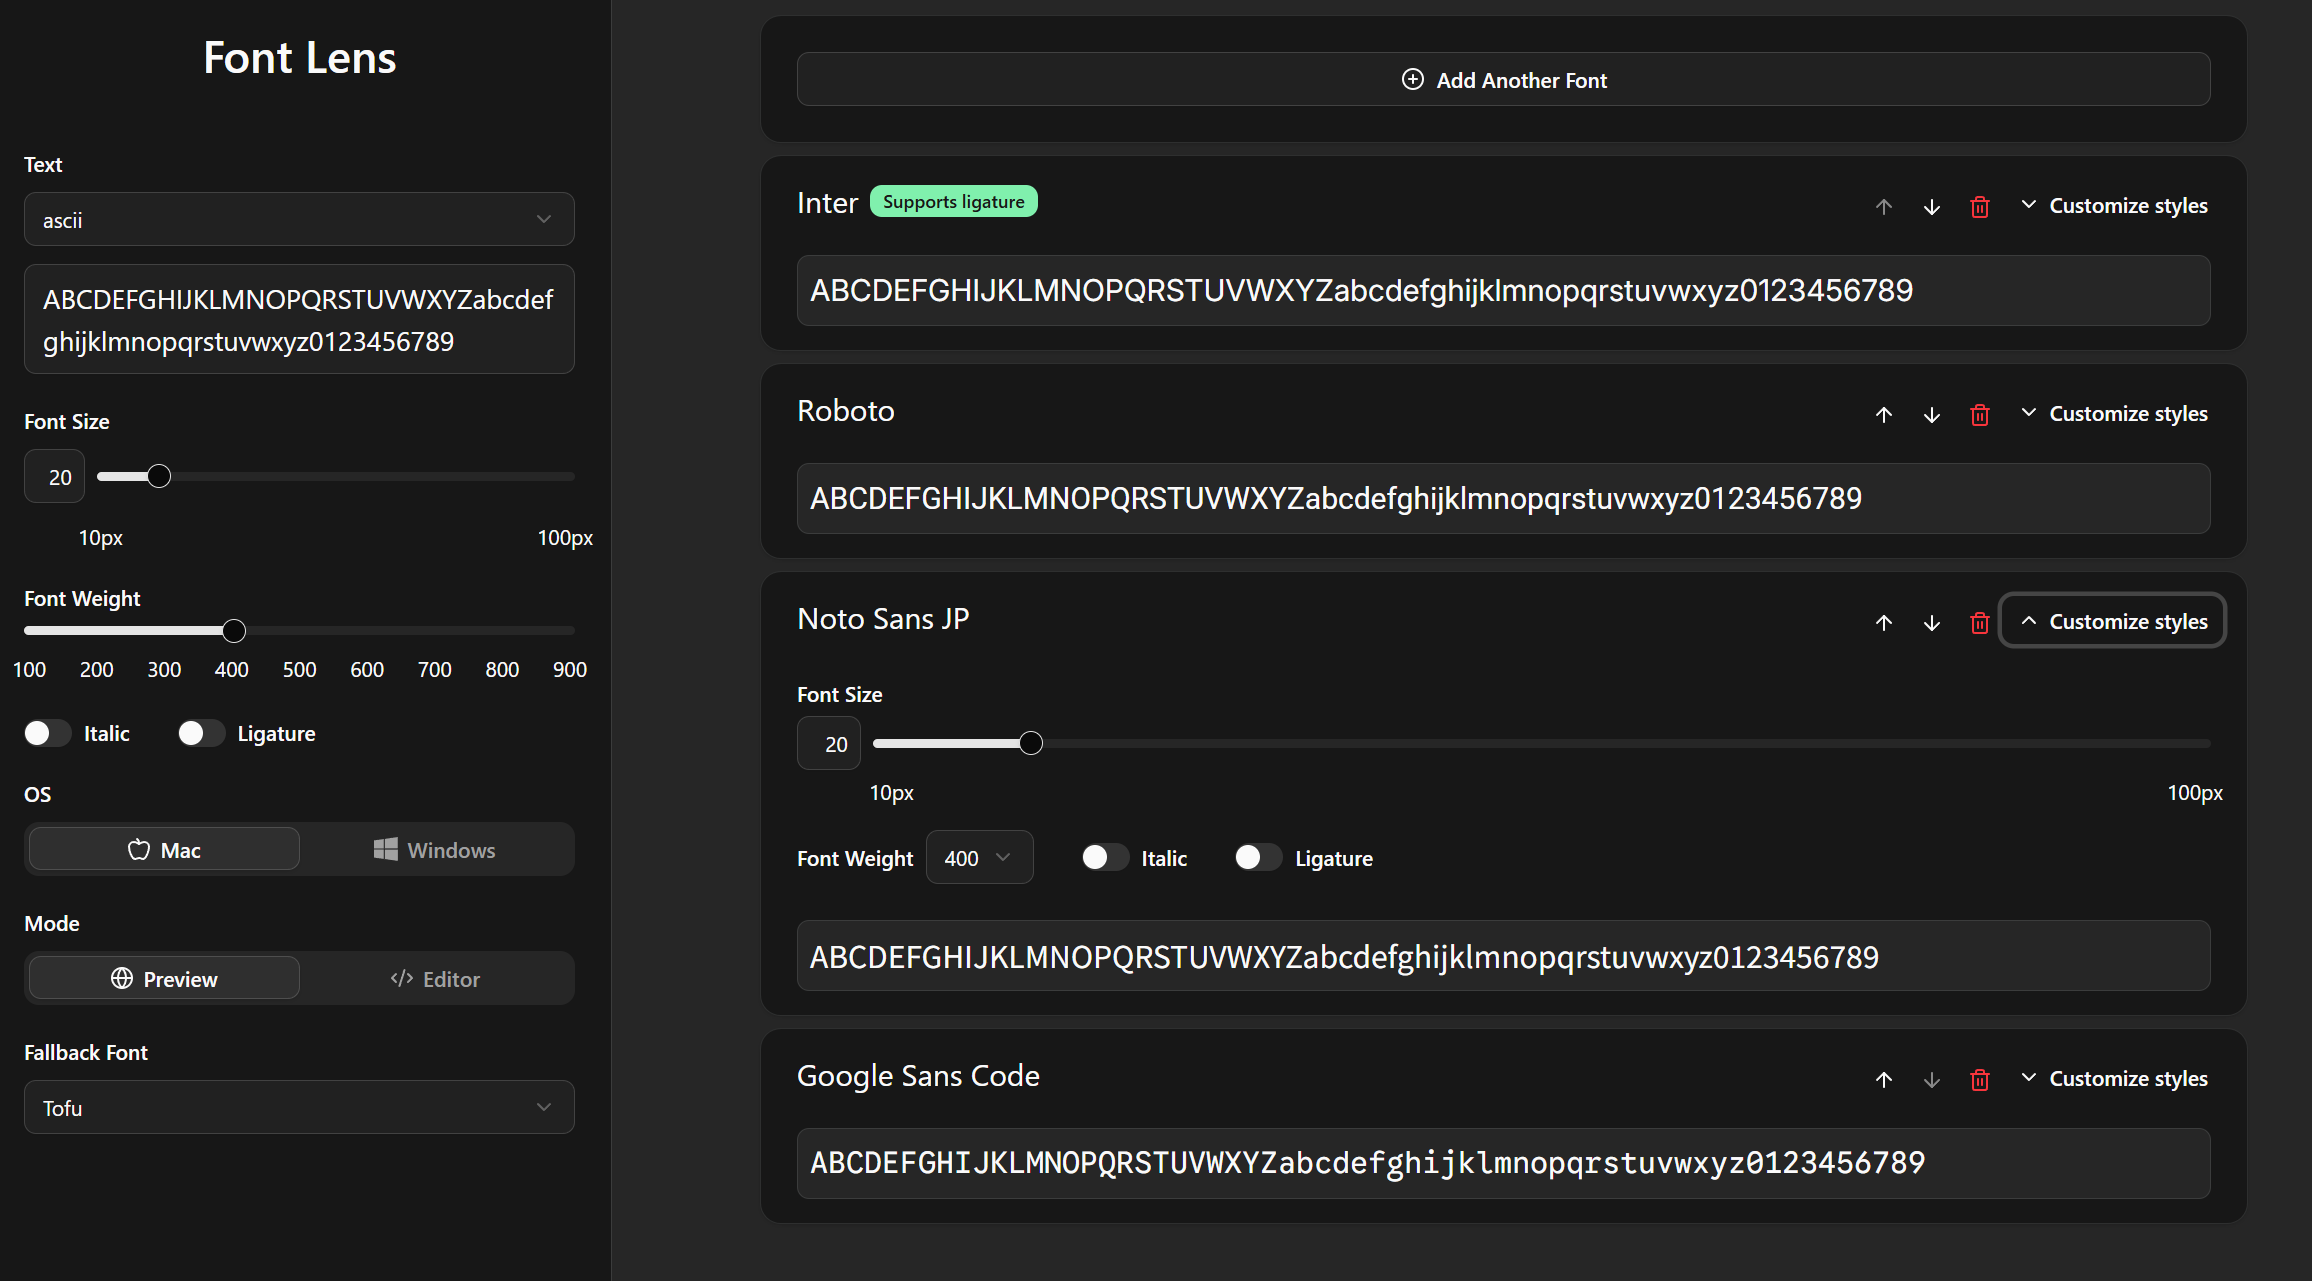 Font Lens
Text
ascii
ABCDEFGHIJKLMNOPQRSTUVWXYZabcdef
ghijklmnopqrstuvwxyz0123456789
Font Size
20
10px 100px
Font Weight
100 200 300 400 500 600 700 800 900
Italic Ligature
OS
Mac Windows
Mode
Preview </> Editor
Fallback Font
Tofu
Add Another Font
Inter Supports ligature Customize styles
ABCDEFGHIJKLMNOPQRSTUVWXYZabcdefghijklmnopqrstuvwxyz0123456789
Roboto Customize styles
ABCDEFGHIJKLMNOPQRSTUVWXYZabcdefghijklmnopqrstuvwxyz0123456789
Noto Sans JP Customize styles
Font Size
20
10px 100px
Font Weight 400 Italic Ligature
ABCDEFGHIJKLMNOPQRSTUVWXYZabcdefghijklmnopqrstuvwxyz0123456789
Google Sans Code Customize styles
ABCDEFGHIJKLMNOPQRSTUVWXYZabcdefghijklmnopqrstuvwxyz0123456789